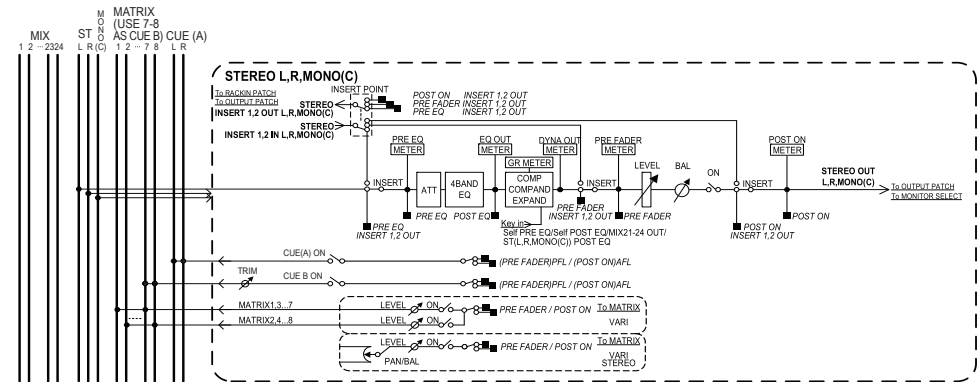 MATRIX
(USE 7-8
AS CUE B)
MIX
ST
MONO
(C)
CUE (A)
1 2 ··· 2324
L R (C)
1 2 ··· 7 8
L R
STEREO L,R,MONO(C)
To RACKIN PATCH
To OUTPUT PATCH
INSERT POINT
STEREO
INSERT 1,2 OUT L,R,MONO(C)
STEREO
INSERT 1,2 IN L,R,MONO(C)
POST ON INSERT 1,2 OUT
PRE FADER INSERT 1,2 OUT
PRE EQ INSERT 1,2 OUT
PRE EQ
METER
EQ OUT
METER
DYNA OUT
METER
PRE FADER
METER
POST ON
METER
GR METER
LEVEL
BAL
ON
INSERT
ATT
4BAND
EQ
COMP
COMPAND
EXPAND
INSERT
INSERT
STEREO OUT
L,R,MONO(C)
To OUTPUT PATCH
To MONITOR SELECT
PRE EQ
INSERT 1,2 OUT
PRE EQ
POST EQ
PRE FADER
INSERT 1,2 OUT
PRE FADER
POST ON
INSERT 1,2 OUT
POST ON
Key in
Self PRE EQ/Self POST EQ/MIX21-24 OUT/
ST(L,R,MONO(C)) POST EQ
CUE(A) ON
(PRE FADER)PFL / (POST ON)AFL
TRIM
CUE B ON
(PRE FADER)PFL / (POST ON)AFL
MATRIX1,3...7
LEVEL
ON
PRE FADER / POST ON
To MATRIX
MATRIX2,4...8
LEVEL
ON
VARI
LEVEL
ON
PRE FADER / POST ON
To MATRIX
PAN/BAL
VARI
STEREO